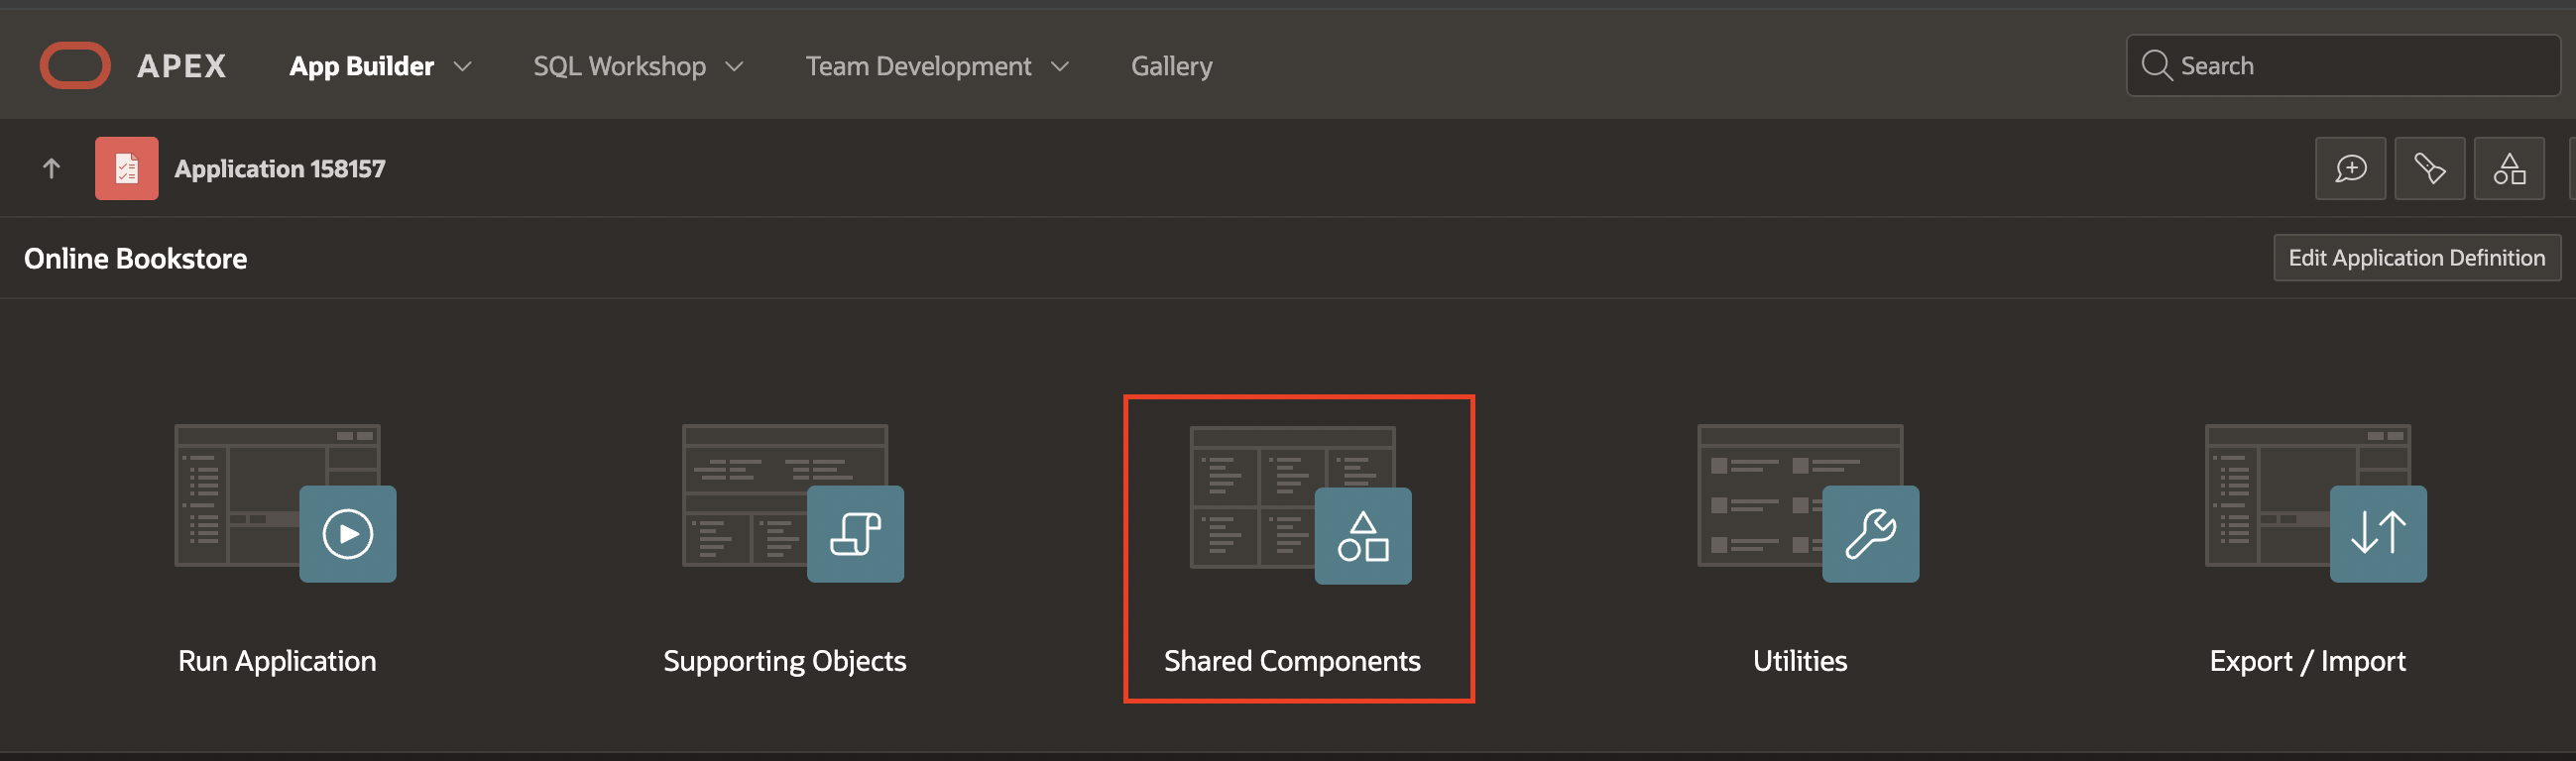 APEX App Builder SQL Workshop Team Development Gallery Search
Application 158157
Online Bookstore Edit Application Definition
Run Application Supporting Objects Shared Components Utilities Export / Import